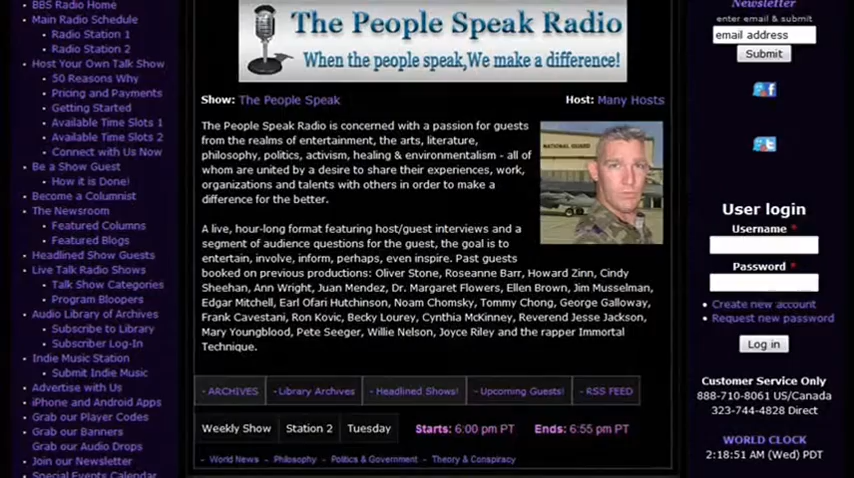 BBS Radio Home
Main Radio Schedule
Radio Station 1
Radio Station 2
Host Your Own Talk Show
50 Reasons Why
Pricing and Payments
Getting Started
Available Time Slots 1
Available Time Slots 2
Connect with Us Now
Be a Show Guest
How it is Done!
Become a Columnist
The Newsroom
Featured Columns
Featured Blogs
Headlined Show Guests
Live Talk Radio Shows
Talk Show Categories
Program Bloopers
Audio Library of Archives
Subscribe to Library
Subscriber Log-In
Indie Music Station
Submit Indie Music
Advertise with Us
iPhone and Android Apps
Grab our Player Codes
Grab our Banners
Grab our Audio Drops
Join our Newsletter
Special Events Calendar
The People Speak Radio
When the people speak,We make a difference!
Show: The People Speak
Host: Many Hosts
The People Speak Radio is concerned with a passion for guests
from the realms of entertainment, the arts, literature,
philosophy, politics, activism, healing & environmentalism - all of
whom are united by a desire to share their experiences, work,
organizations and talents with others in order to make a
difference for the better.
NATIONAL GUARD
A live, hour-long format featuring host/guest interviews and a
segment of audience questions for the guest, the goal is to
entertain, involve, inform, perhaps, even inspire. Past guests
booked on previous productions: Oliver Stone, Roseanne Barr, Howard Zinn, Cindy
Sheehan, Ann Wright, Juan Mendez, Dr. Margaret Flowers, Ellen Brown, Jim Musselman,
Edgar Mitchell, Earl Ofari Hutchinson, Noam Chomsky, Tommy Chong, George Galloway,
Frank Cavestani, Ron Kovic, Becky Lourey, Cynthia McKinney, Reverend Jesse Jackson,
Mary Youngblood, Pete Seeger, Willie Nelson, Joyce Riley and the rapper Immortal
Technique.
- ARCHIVES - Library Archives - Headlined Shows! - Upcoming Guests! - RSS FEED
Weekly Show Station 2 Tuesday Starts: 6:00 pm PT Ends: 6:55 pm PT
- World News - Philosophy - Politics & Government - Theory & Conspiracy
Newsletter
enter email & submit
email address
Submit
User login
Username *
Password *
Create new account
Request new password
Log in
Customer Service Only
888-710-8061 US/Canada
323-744-4828 Direct
WORLD CLOCK
2:18:51 AM (Wed) PDT